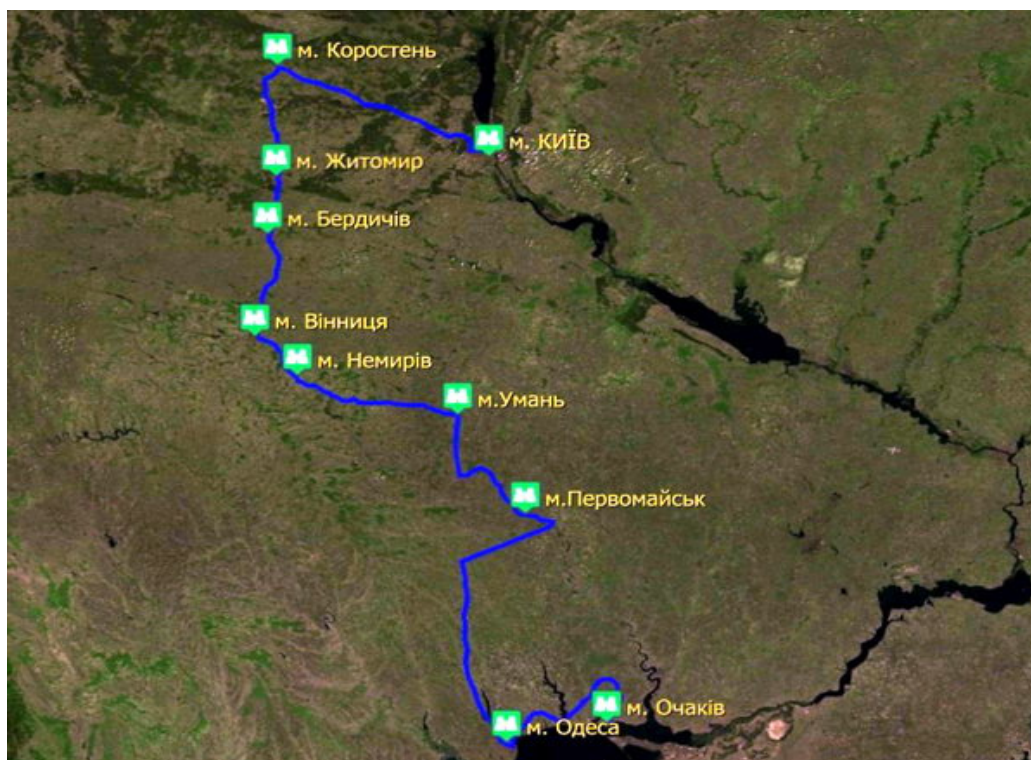 м. Коростень
м. КИЇВ
м. Житомир
м. Бердичів
м. Вінниця
м. Немирів
м.Умань
м.Первомайськ
м. Очаків
м. Одеса